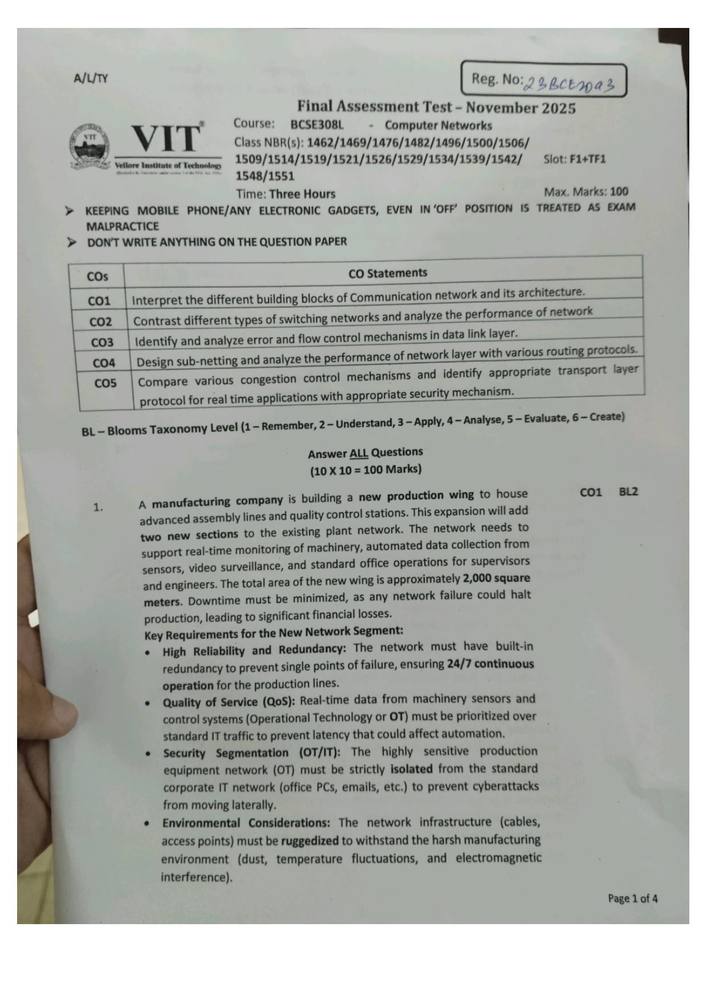 A/L/TY
Reg. No: 23BCE2093
Final Assessment Test – November 2025
VIT
Vellore Institute of Technology
Course: BCSE308L - Computer Networks
Class NBR(s): 1462/1469/1476/1482/1496/1500/1506/
1509/1514/1519/1521/1526/1529/1534/1539/1542/ Slot: F1+TF1
1548/1551
Time: Three Hours Max. Marks: 100
➤ KEEPING MOBILE PHONE/ANY ELECTRONIC GADGETS, EVEN IN 'OFF' POSITION IS TREATED AS EXAM
MALPRACTICE
➤ DON'T WRITE ANYTHING ON THE QUESTION PAPER
COs CO Statements
CO1 Interpret the different building blocks of Communication network and its architecture.
CO2 Contrast different types of switching networks and analyze the performance of network
CO3 Identify and analyze error and flow control mechanisms in data link layer.
CO4 Design sub-netting and analyze the performance of network layer with various routing protocols.
CO5 Compare various congestion control mechanisms and identify appropriate transport layer
protocol for real time applications with appropriate security mechanism.
BL – Blooms Taxonomy Level (1 – Remember, 2 – Understand, 3 – Apply, 4 – Analyse, 5 – Evaluate, 6 – Create)
Answer ALL Questions
(10 X 10 = 100 Marks)
1. A manufacturing company is building a new production wing to house CO1 BL2
advanced assembly lines and quality control stations. This expansion will add
two new sections to the existing plant network. The network needs to
support real-time monitoring of machinery, automated data collection from
sensors, video surveillance, and standard office operations for supervisors
and engineers. The total area of the new wing is approximately 2,000 square
meters. Downtime must be minimized, as any network failure could halt
production, leading to significant financial losses.
Key Requirements for the New Network Segment:
• High Reliability and Redundancy: The network must have built-in
redundancy to prevent single points of failure, ensuring 24/7 continuous
operation for the production lines.
• Quality of Service (QoS): Real-time data from machinery sensors and
control systems (Operational Technology or OT) must be prioritized over
standard IT traffic to prevent latency that could affect automation.
• Security Segmentation (OT/IT): The highly sensitive production
equipment network (OT) must be strictly isolated from the standard
corporate IT network (office PCs, emails, etc.) to prevent cyberattacks
from moving laterally.
• Environmental Considerations: The network infrastructure (cables,
access points) must be ruggedized to withstand the harsh manufacturing
environment (dust, temperature fluctuations, and electromagnetic
interference).
Page 1 of 4